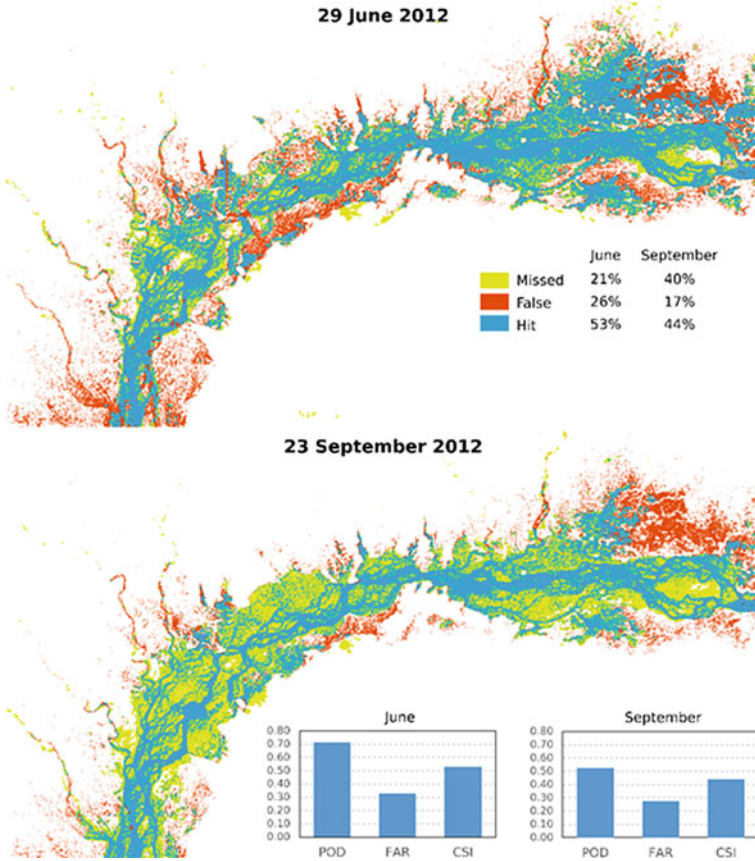 29 June 2012
June September
Missed 21% 40%
False 26% 17%
Hit 53% 44%
23 September 2012
June
0.80
0.70
0.60
0.50
0.40
0.30
0.20
0.10
0.00
POD FAR CSI
September
0.80
0.70
0.60
0.50
0.40
0.30
0.20
0.10
0.00
POD FAR CSI